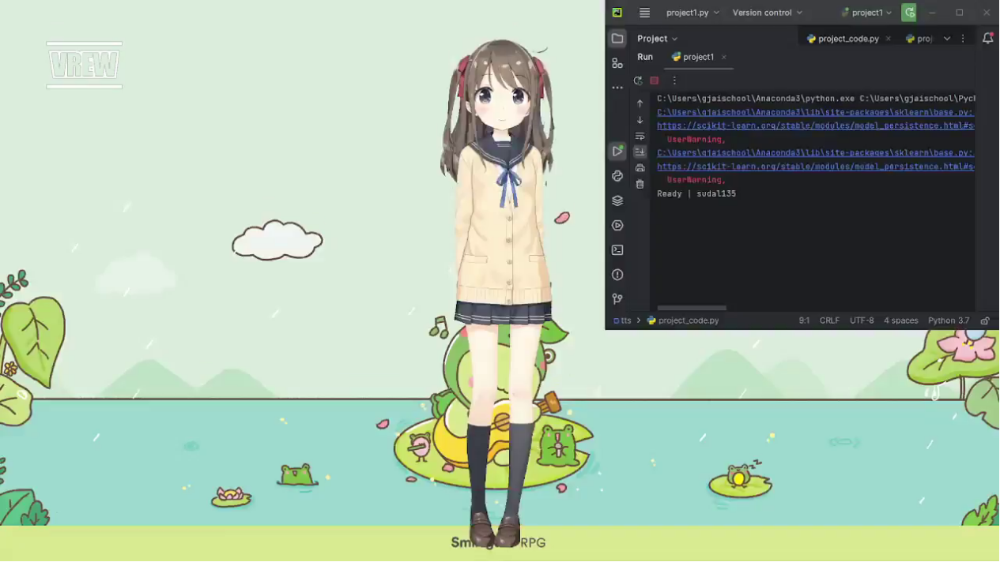 VREW
project1.py
Version control
project1
Project
project_code.py
proj
Run
project1
C:\Users\gjaischool\Anaconda3\python.exe C:\Users\gjaischool\Pyc
C:\Users\gjaischool\Anaconda3\lib\site-packages\sklearn\base.py:
https://scikit-learn.org/stable/modules/model_persistence.html#s
UserWarning,
C:\Users\gjaischool\Anaconda3\lib\site-packages\sklearn\base.py:
https://scikit-learn.org/stable/modules/model_persistence.html#s
UserWarning,
Ready | sudal135
tts > project_code.py
9:1 CRLF UTF-8 4 spaces Python 3.7
RPG